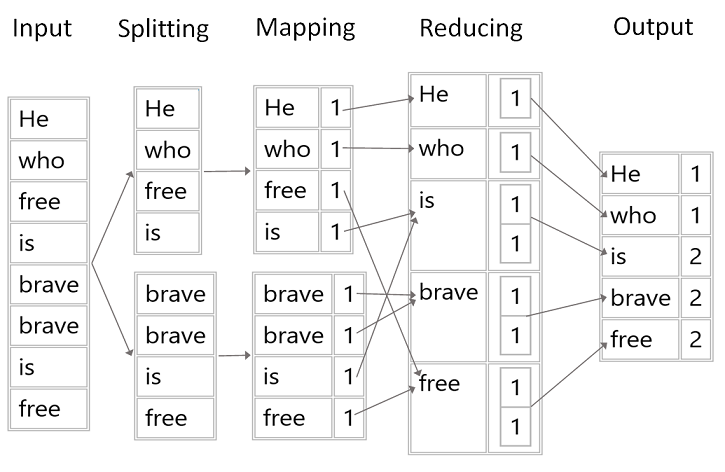 Input
Splitting
Mapping
Reducing
Output
He
who
free
is
brave
brave
is
free
He
who
free
is
brave
brave
is
free
He 1
who 1
free 1
is 1
brave 1
brave 1
is 1
free 1
He 1
who 1
is 1
1
brave 1
1
free 1
1
He 1
who 1
is 2
brave 2
free 2